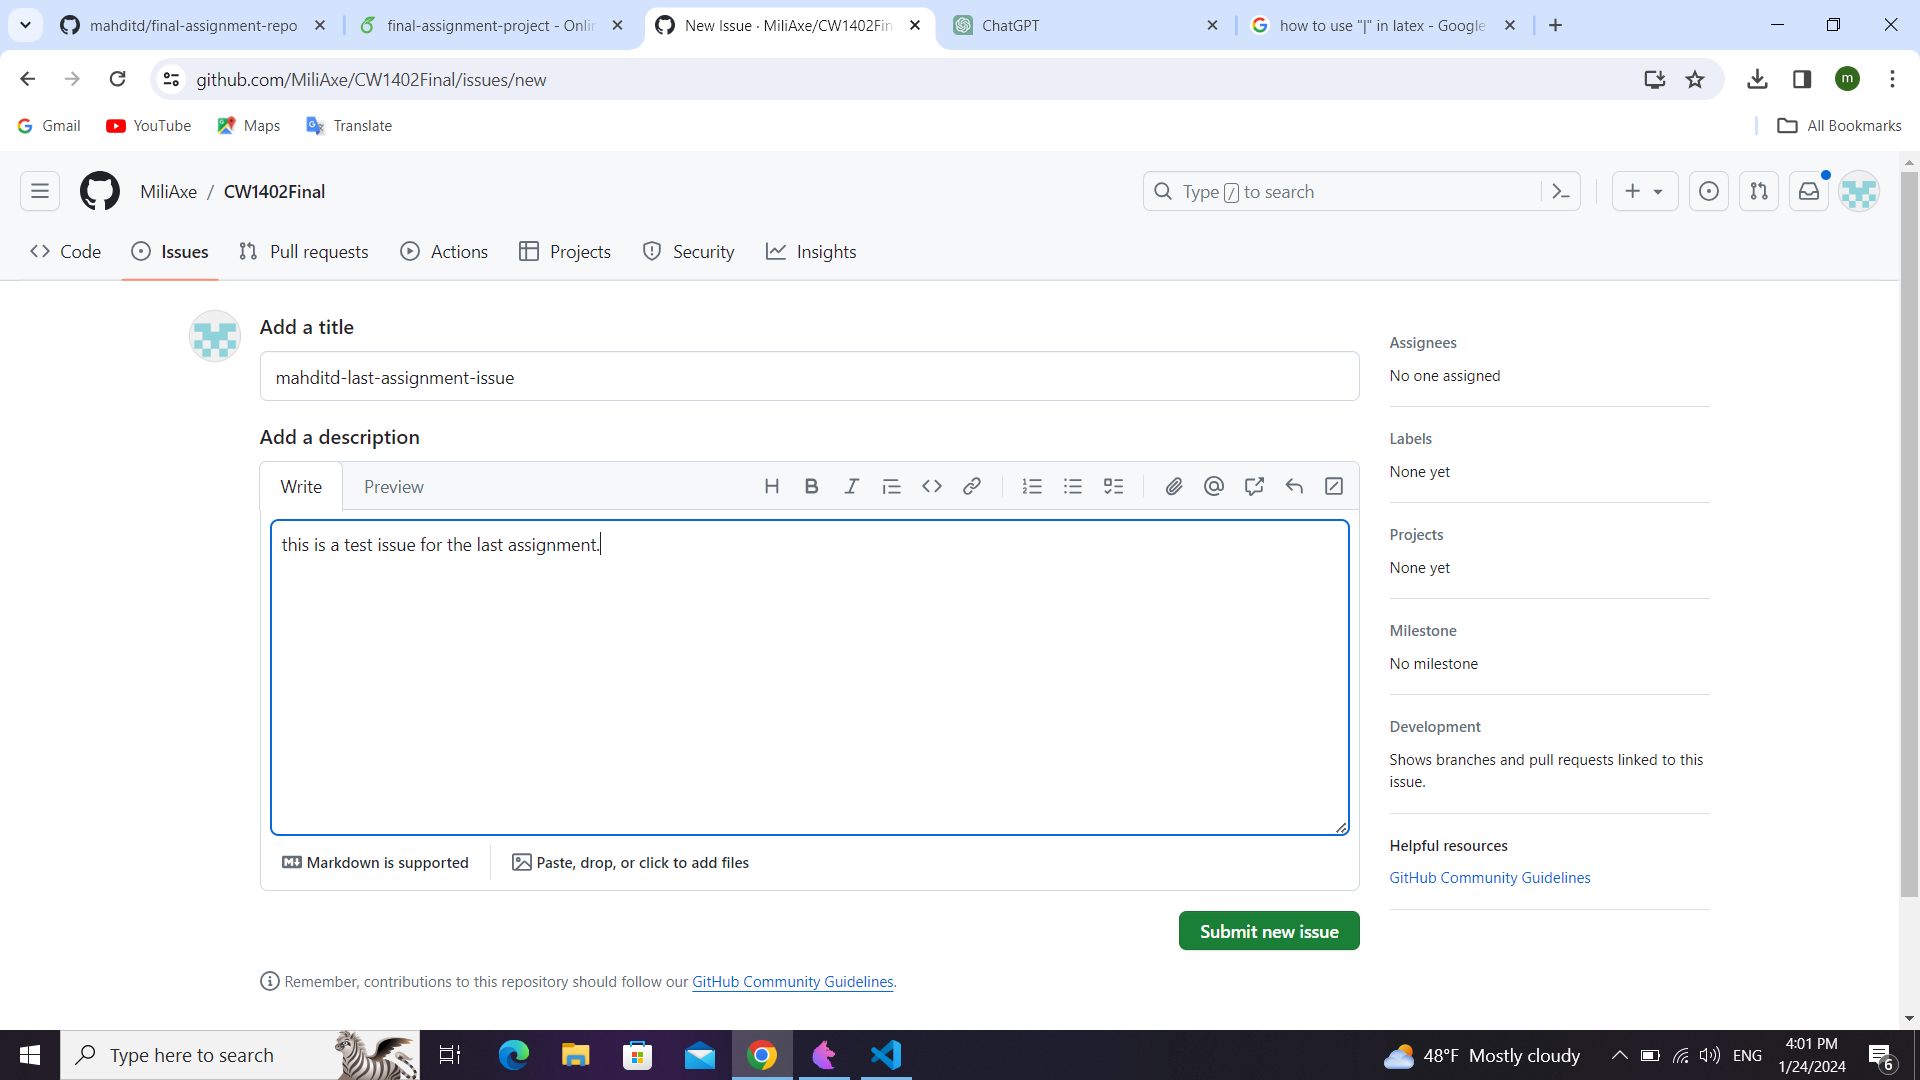 mahditd/final-assignment-repo
final-assignment-project - Onlin
New Issue · MiliAxe/CW1402Fin
ChatGPT
how to use "|" in latex - Google
github.com/MiliAxe/CW1402Final/issues/new
m
Gmail
YouTube
Maps
Translate
All Bookmarks
MiliAxe / CW1402Final
Type / to search
Code
Issues
Pull requests
Actions
Projects
Security
Insights
Add a title
mahditd-last-assignment-issue
Add a description
Write
Preview
this is a test issue for the last assignment.
Markdown is supported
Paste, drop, or click to add files
Submit new issue
Remember, contributions to this repository should follow our GitHub Community Guidelines.
Assignees
No one assigned
Labels
None yet
Projects
None yet
Milestone
No milestone
Development
Shows branches and pull requests linked to this
issue.
Helpful resources
GitHub Community Guidelines
Type here to search
48°F Mostly cloudy
ENG
4:01 PM
1/24/2024
6